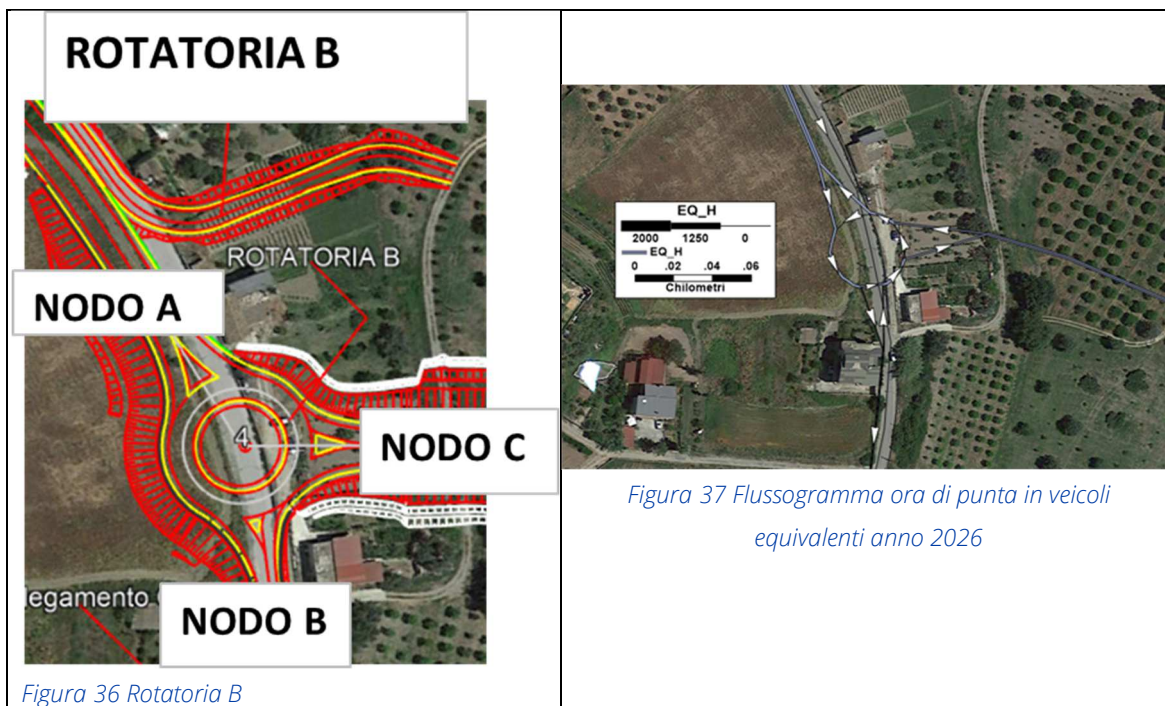 ROTATORIA B
ROTATORIA B
NODO A
4
NODO C
legamento
NODO B
Figura 36 Rotatoria B
EQ_H
2000 1250 0
EQ_H
0 .02 .04 .06
Chilometri
Figura 37 Flussogramma ora di punta in veicoli
equivalenti anno 2026